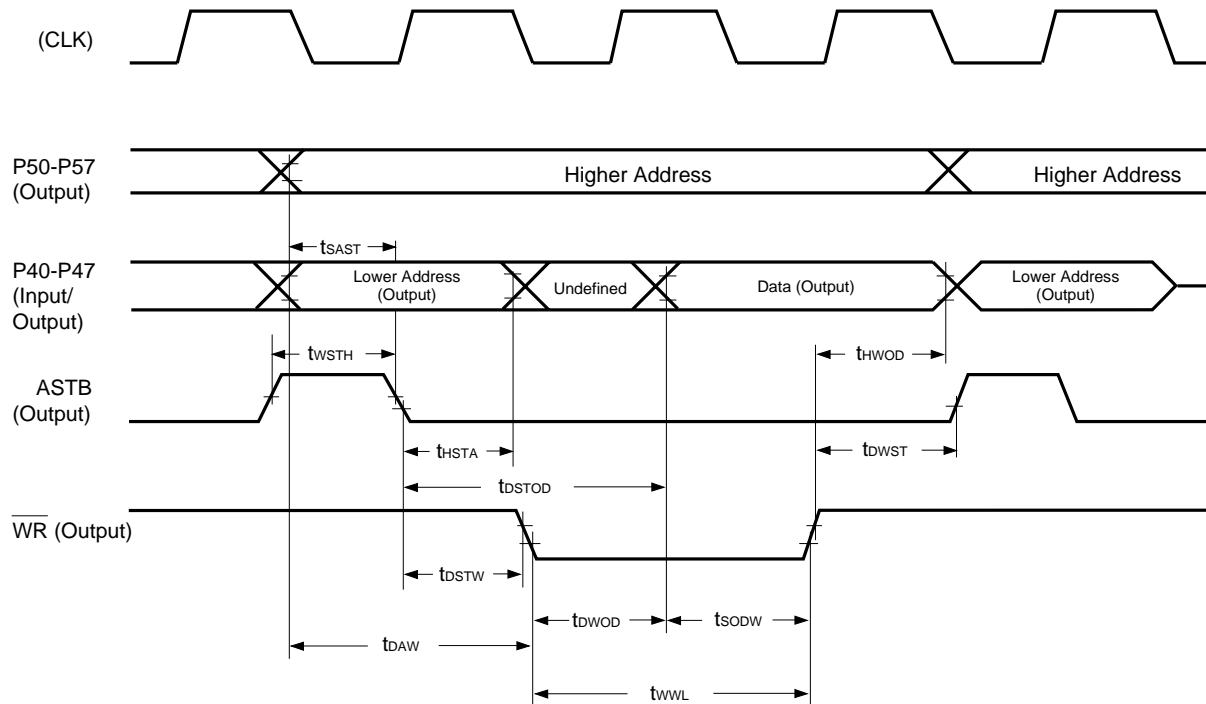 (CLK)
P50-P57
(Output)
Higher Address
Higher Address
tSAST
P40-P47
(Input/
Output)
Lower Address
(Output)
Undefined
Data (Output)
Lower Address
(Output)
tWSTH
tHWOD
ASTB
(Output)
tHSTA
tDWST
tDSTOD
WR (Output)
tDSTW
tDWOD
tSODW
tDAW
tWWL